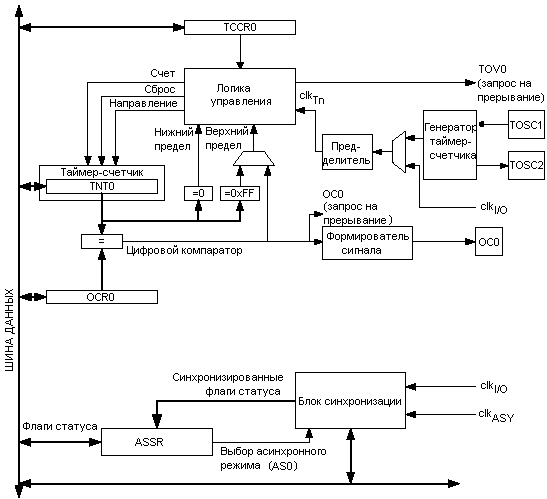 TCCR0
Счет
Сброс
Направление
Логика
управления
clkTn
TOV0
(запрос на
прерывание)
Нижний
предел
Верхний
предел
Пред-
делитель
Генератор
таймер-
счетчика
TOSC1
TOSC2
Таймер-счетчик
TNT0
=0
=0xFF
OC0
(запрос на
прерывание)
clkI/O
=
Цифровой компаратор
Формирователь
сигнала
OC0
OCR0
ШИНА ДАННЫХ
Синхронизированные
флаги статуса
Блок синхронизации
clkI/O
clkASY
Флаги статуса
ASSR
Выбор асинхронного
режима (AS0)